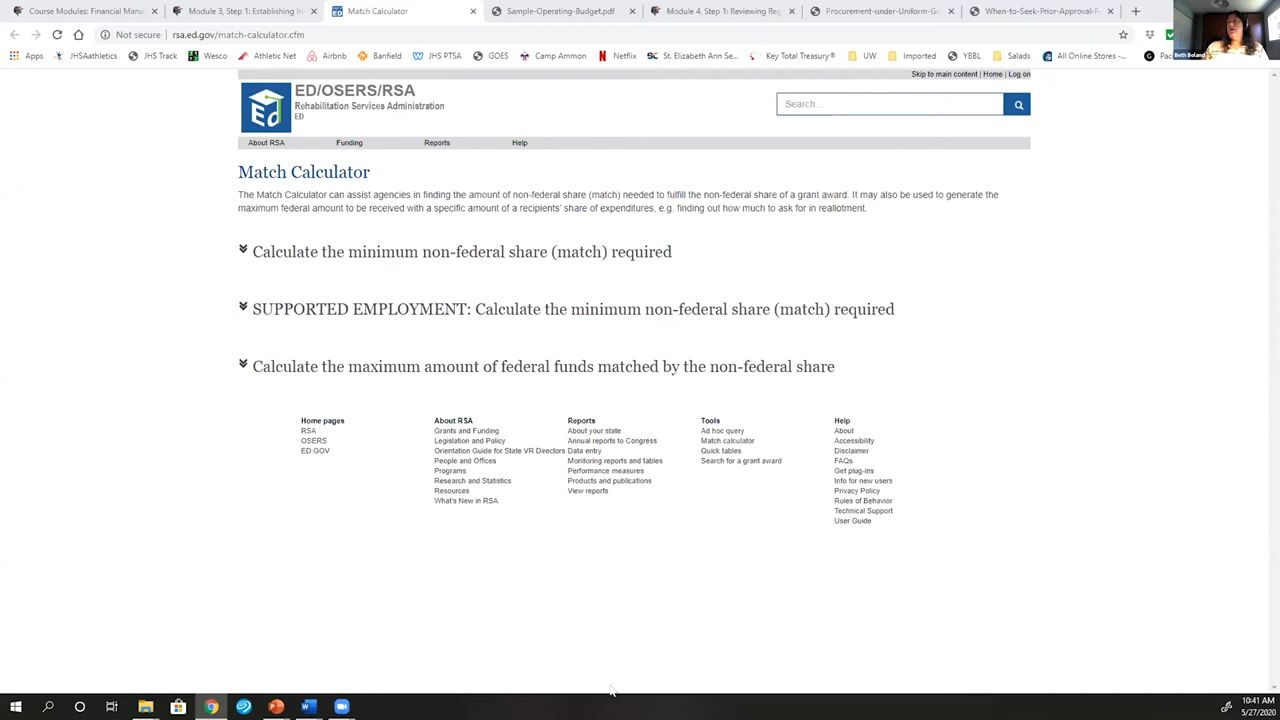 Course Modules: Financial Mana
Module 3, Step 1: Establishing In
Match Calculator
Sample-Operating-Budget.pdf
Module 4, Step 1: Reviewing Reg
Procurement-under-Uniform-Gu
When-to-Seek-Prior-Approval-F
Not secure | rsa.ed.gov/match-calculator.cfm
Apps
JHSAathletics
JHS Track
Wesco
Athletic Net
Airbnb
Banfield
JHS PTSA
GOES
Camp Ammon
Netflix
St. Elizabeth Ann Se...
Key Total Treasury®
UW
Imported
YBBL
Salads
All Online Stores -...
Beth Boland
Skip to main content | Home | Log on
Ed
ED/OSERS/RSA
Rehabilitation Services Administration
ED
Search...
About RSA
Funding
Reports
Help
Match Calculator
The Match Calculator can assist agencies in finding the amount of non-federal share (match) needed to fulfill the non-federal share of a grant award. It may also be used to generate the
maximum federal amount to be received with a specific amount of a recipients' share of expenditures, e.g. finding out how much to ask for in reallotment.
Calculate the minimum non-federal share (match) required
SUPPORTED EMPLOYMENT: Calculate the minimum non-federal share (match) required
Calculate the maximum amount of federal funds matched by the non-federal share
Home pages
RSA
OSERS
ED GOV
About RSA
Grants and Funding
Legislation and Policy
Orientation Guide for State VR Directors
People and Offices
Programs
Research and Statistics
Resources
What's New in RSA
Reports
About your state
Annual reports to Congress
Data entry
Monitoring reports and tables
Performance measures
Products and publications
View reports
Tools
Ad hoc query
Match calculator
Quick tables
Search for a grant award
Help
About
Accessibility
Disclaimer
FAQs
Get plug-ins
Info for new users
Privacy Policy
Rules of Behavior
Technical Support
User Guide
10:41 AM
5/27/2020